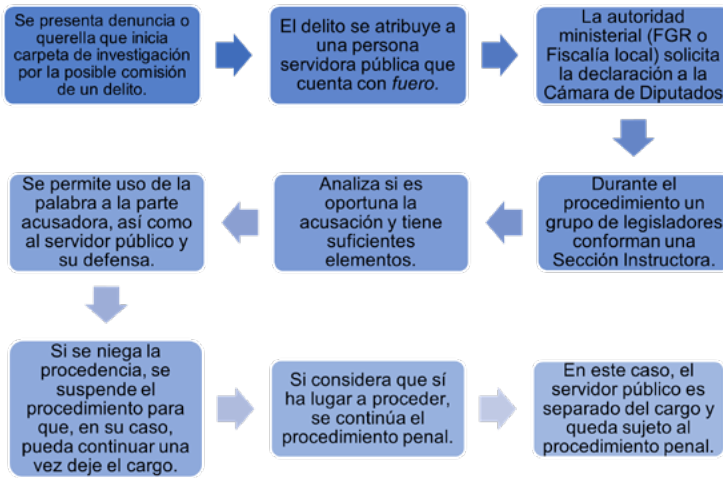 Se presenta denuncia o
querella que inicia
carpeta de investigación
por la posible comisión
de un delito.
El delito se atribuye a
una persona
servidora pública que
cuenta con fuero.
La autoridad
ministerial (FGR o
Fiscalía local) solicita
la declaración a la
Cámara de Diputados
Durante el
procedimiento un
grupo de legisladores
conforman una
Sección Instructora.
Analiza si es
oportuna la
acusación y tiene
suficientes
elementos.
Se permite uso de la
palabra a la parte
acusadora, así como
al servidor público y
su defensa.
Si se niega la
procedencia, se
suspende el
procedimiento para
que, en su caso,
pueda continuar una
vez deje el cargo.
Si considera que sí
ha lugar a proceder,
se continúa el
procedimiento penal.
En este caso, el
servidor público es
separado del cargo y
queda sujeto al
procedimiento penal.